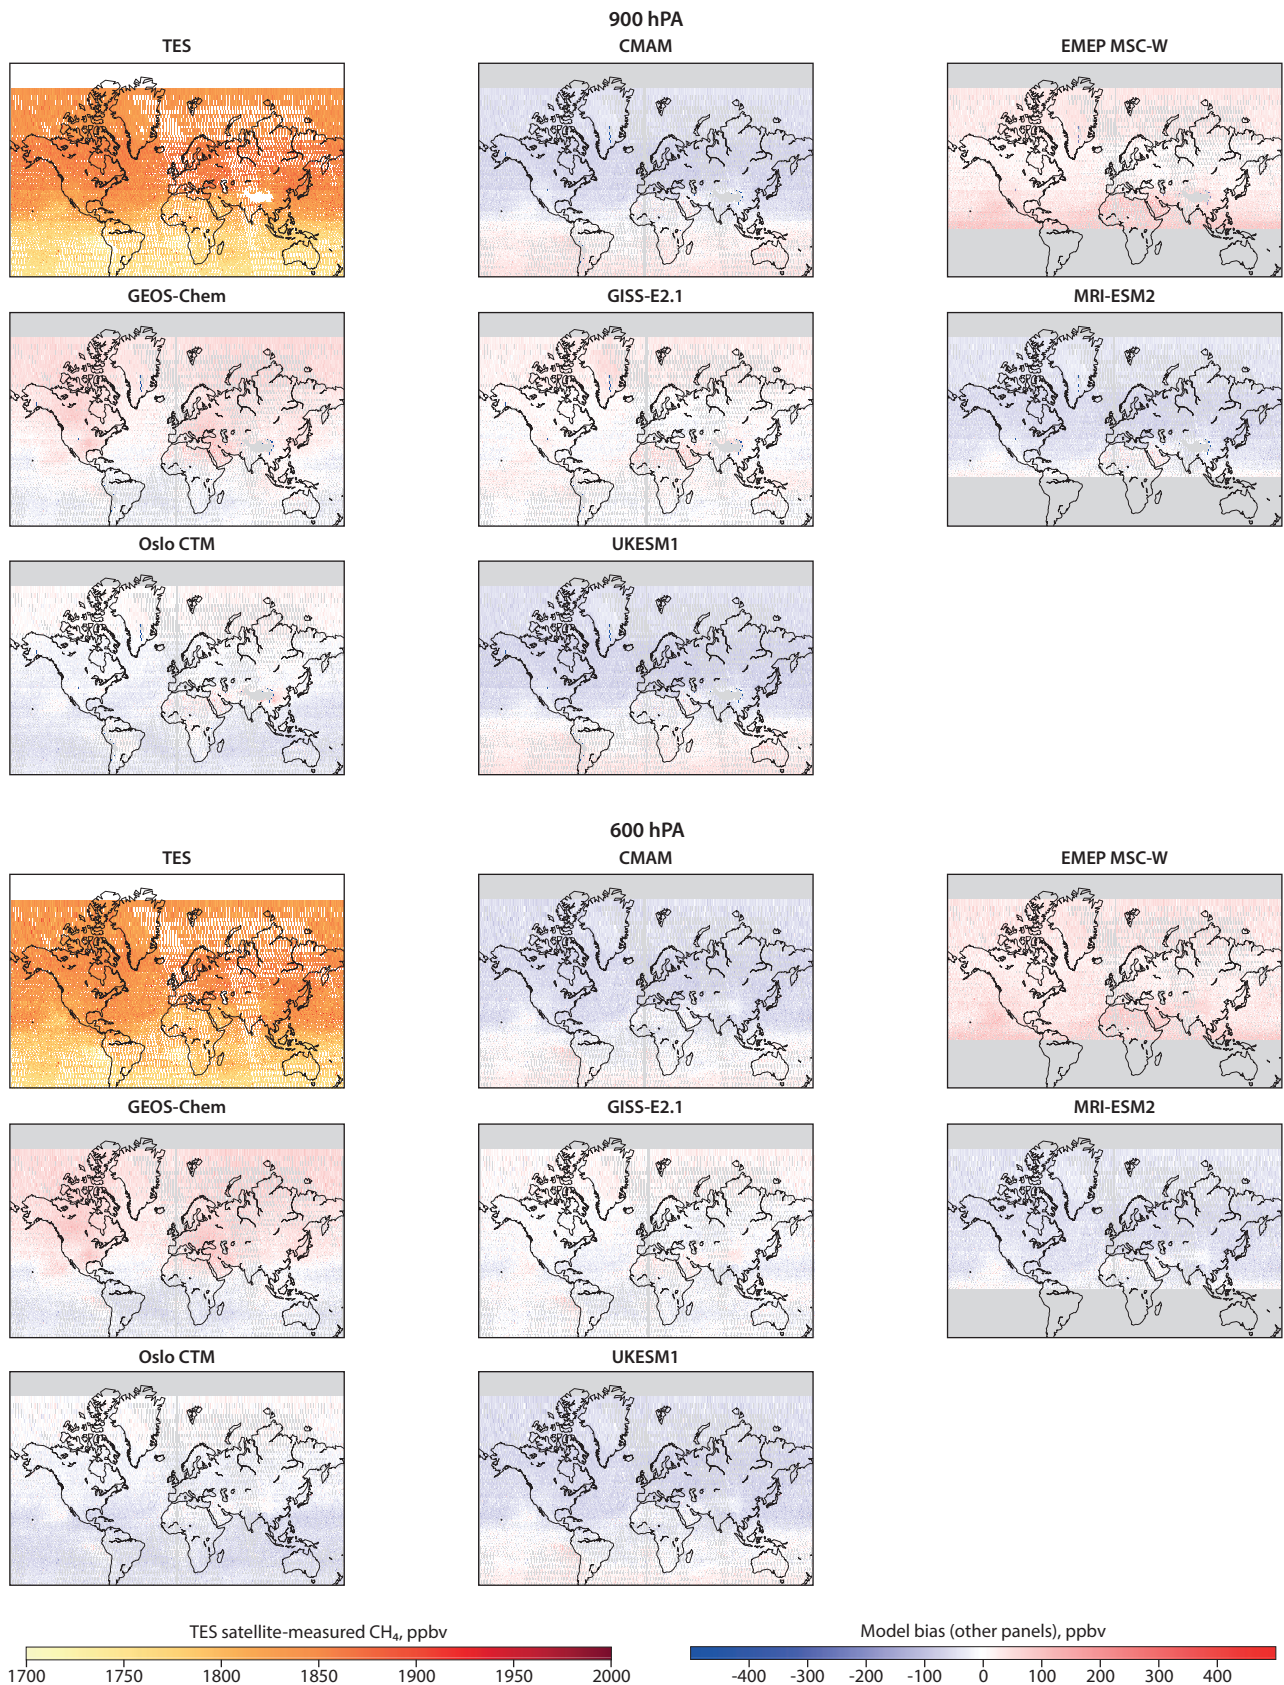 900 hPA
TES
CMAM
EMEP MSC-W
GEOS-Chem
GISS-E2.1
MRI-ESM2
Oslo CTM
UKESM1
600 hPA
TES
CMAM
EMEP MSC-W
GEOS-Chem
GISS-E2.1
MRI-ESM2
Oslo CTM
UKESM1
TES satellite-measured CH₄, ppbv
1700 1750 1800 1850 1900 1950 2000
Model bias (other panels), ppbv
-400 -300 -200 -100 0 100 200 300 400